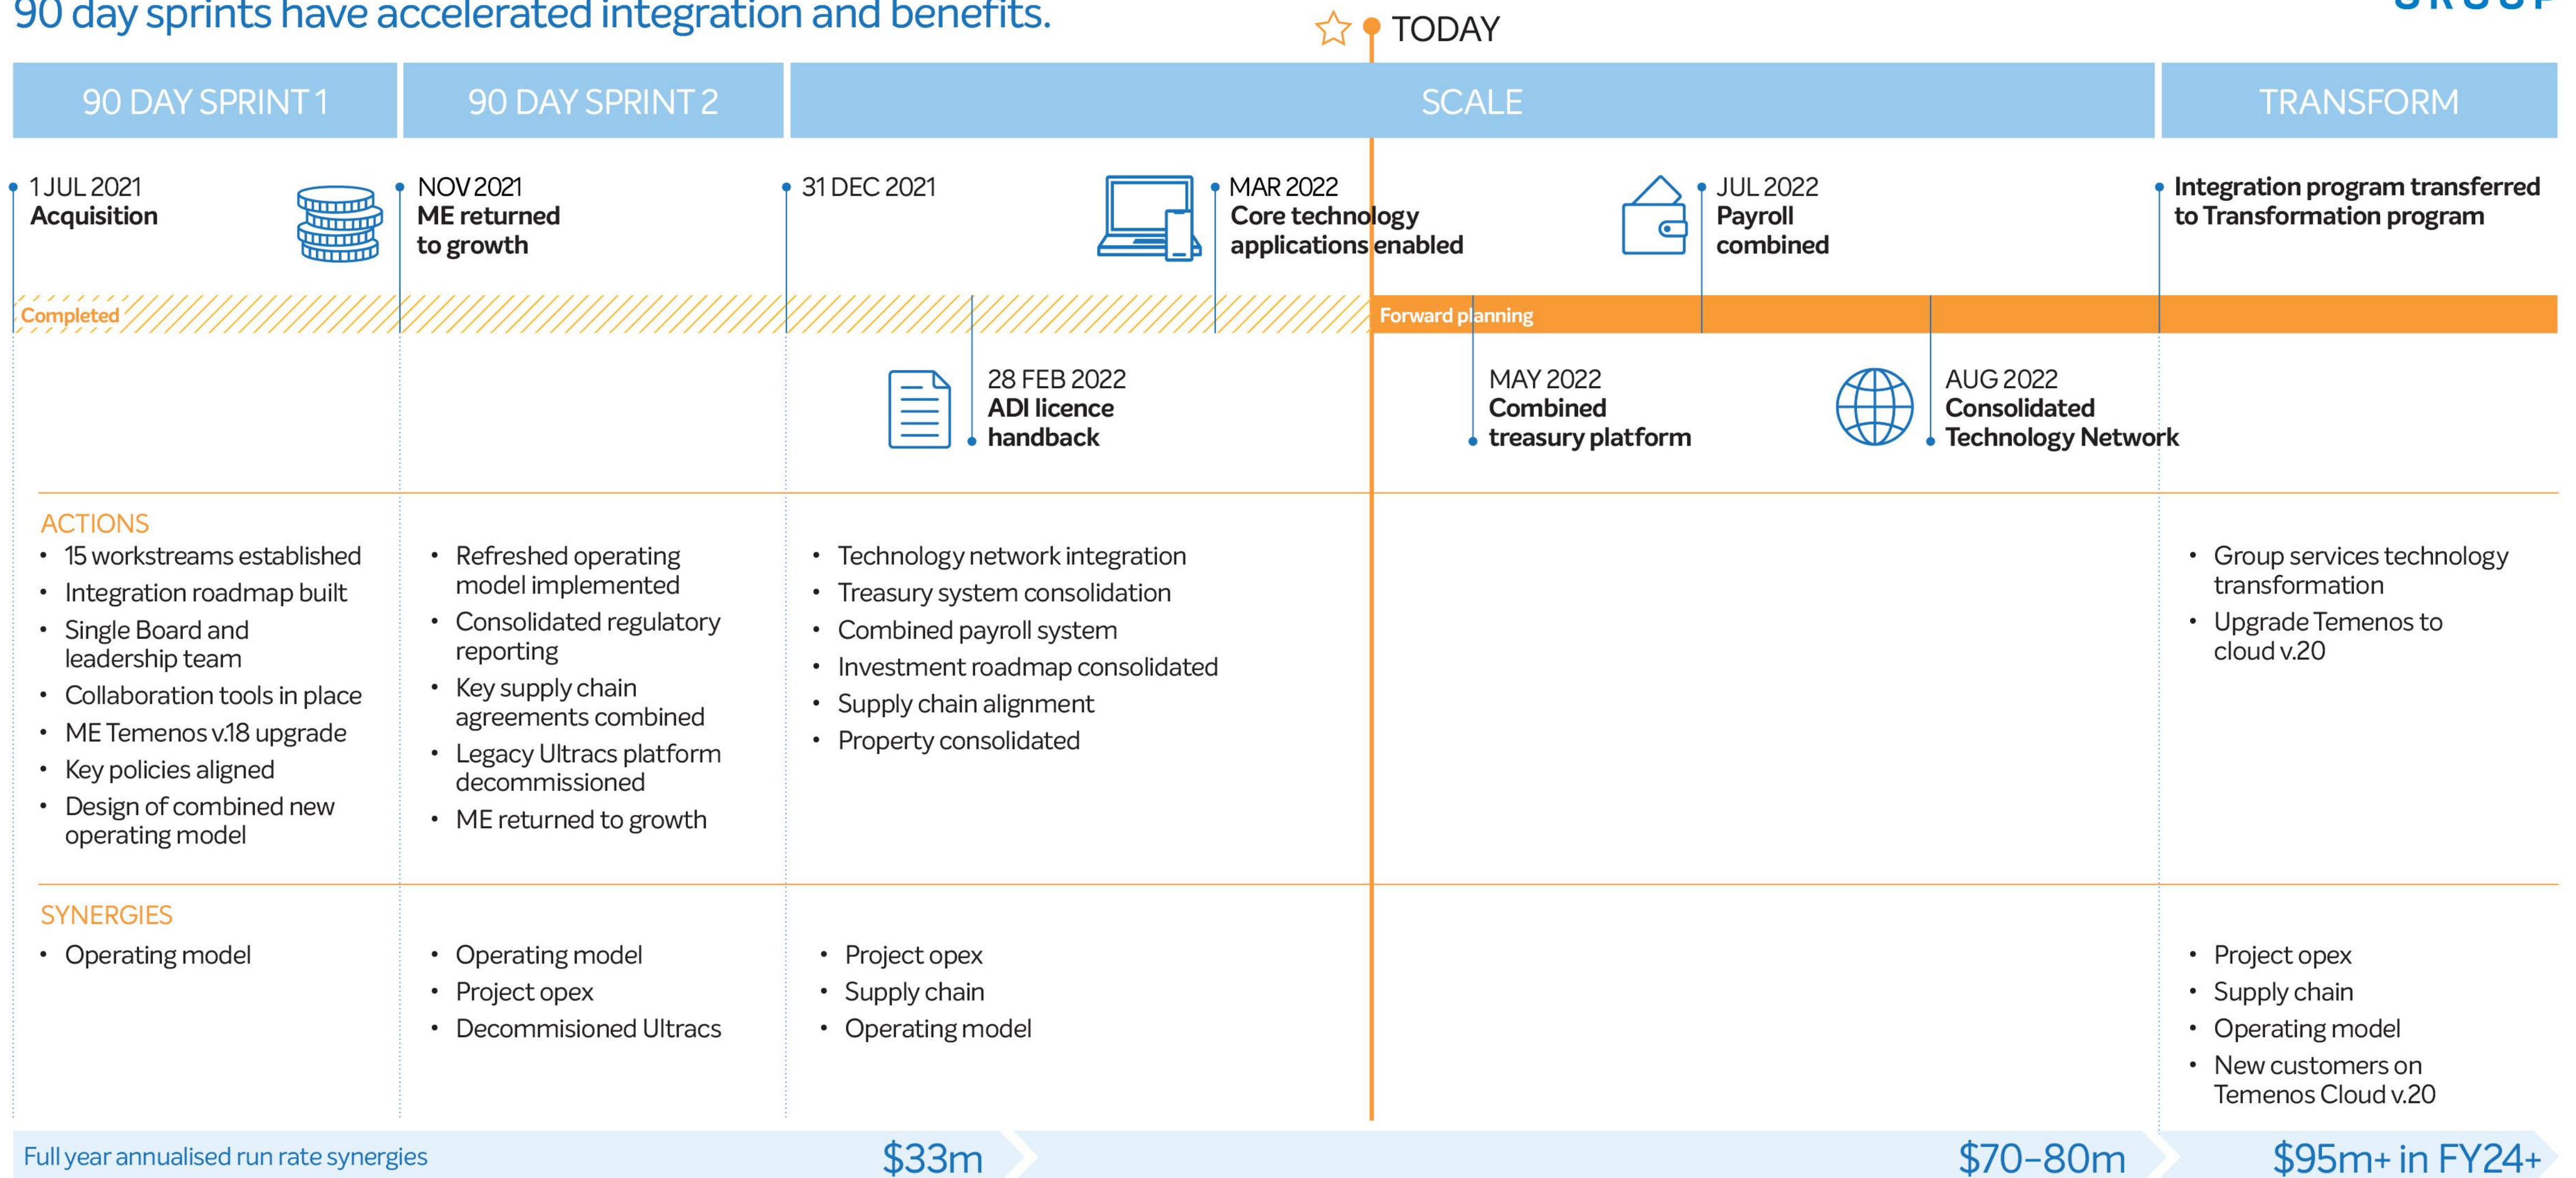 90 day sprints have accelerated integration and benefits.
GROUP
TODAY
90 DAY SPRINT 1
90 DAY SPRINT 2
SCALE
TRANSFORM
1 JUL 2021
Acquisition
NOV 2021
ME returned
to growth
31 DEC 2021
MAR 2022
Core technology
applications enabled
JUL 2022
Payroll
combined
Integration program transferred
to Transformation program
Completed
Forward planning
28 FEB 2022
ADI licence
handback
MAY 2022
Combined
treasury platform
AUG 2022
Consolidated
Technology Network
ACTIONS
• 15 workstreams established
• Integration roadmap built
• Single Board and
leadership team
• Collaboration tools in place
• ME Temenos v.18 upgrade
• Key policies aligned
• Design of combined new
operating model
• Refreshed operating
model implemented
• Consolidated regulatory
reporting
• Key supply chain
agreements combined
• Legacy Ultracs platform
decommissioned
• ME returned to growth
• Technology network integration
• Treasury system consolidation
• Combined payroll system
• Investment roadmap consolidated
• Supply chain alignment
• Property consolidated
• Group services technology
transformation
• Upgrade Temenos to
cloud v.20
SYNERGIES
• Operating model
• Operating model
• Project opex
• Decommisioned Ultracs
• Project opex
• Supply chain
• Operating model
• Project opex
• Supply chain
• Operating model
• New customers on
Temenos Cloud v.20
Full year annualised run rate synergies
$33m
$70–80m
$95m+ in FY24+